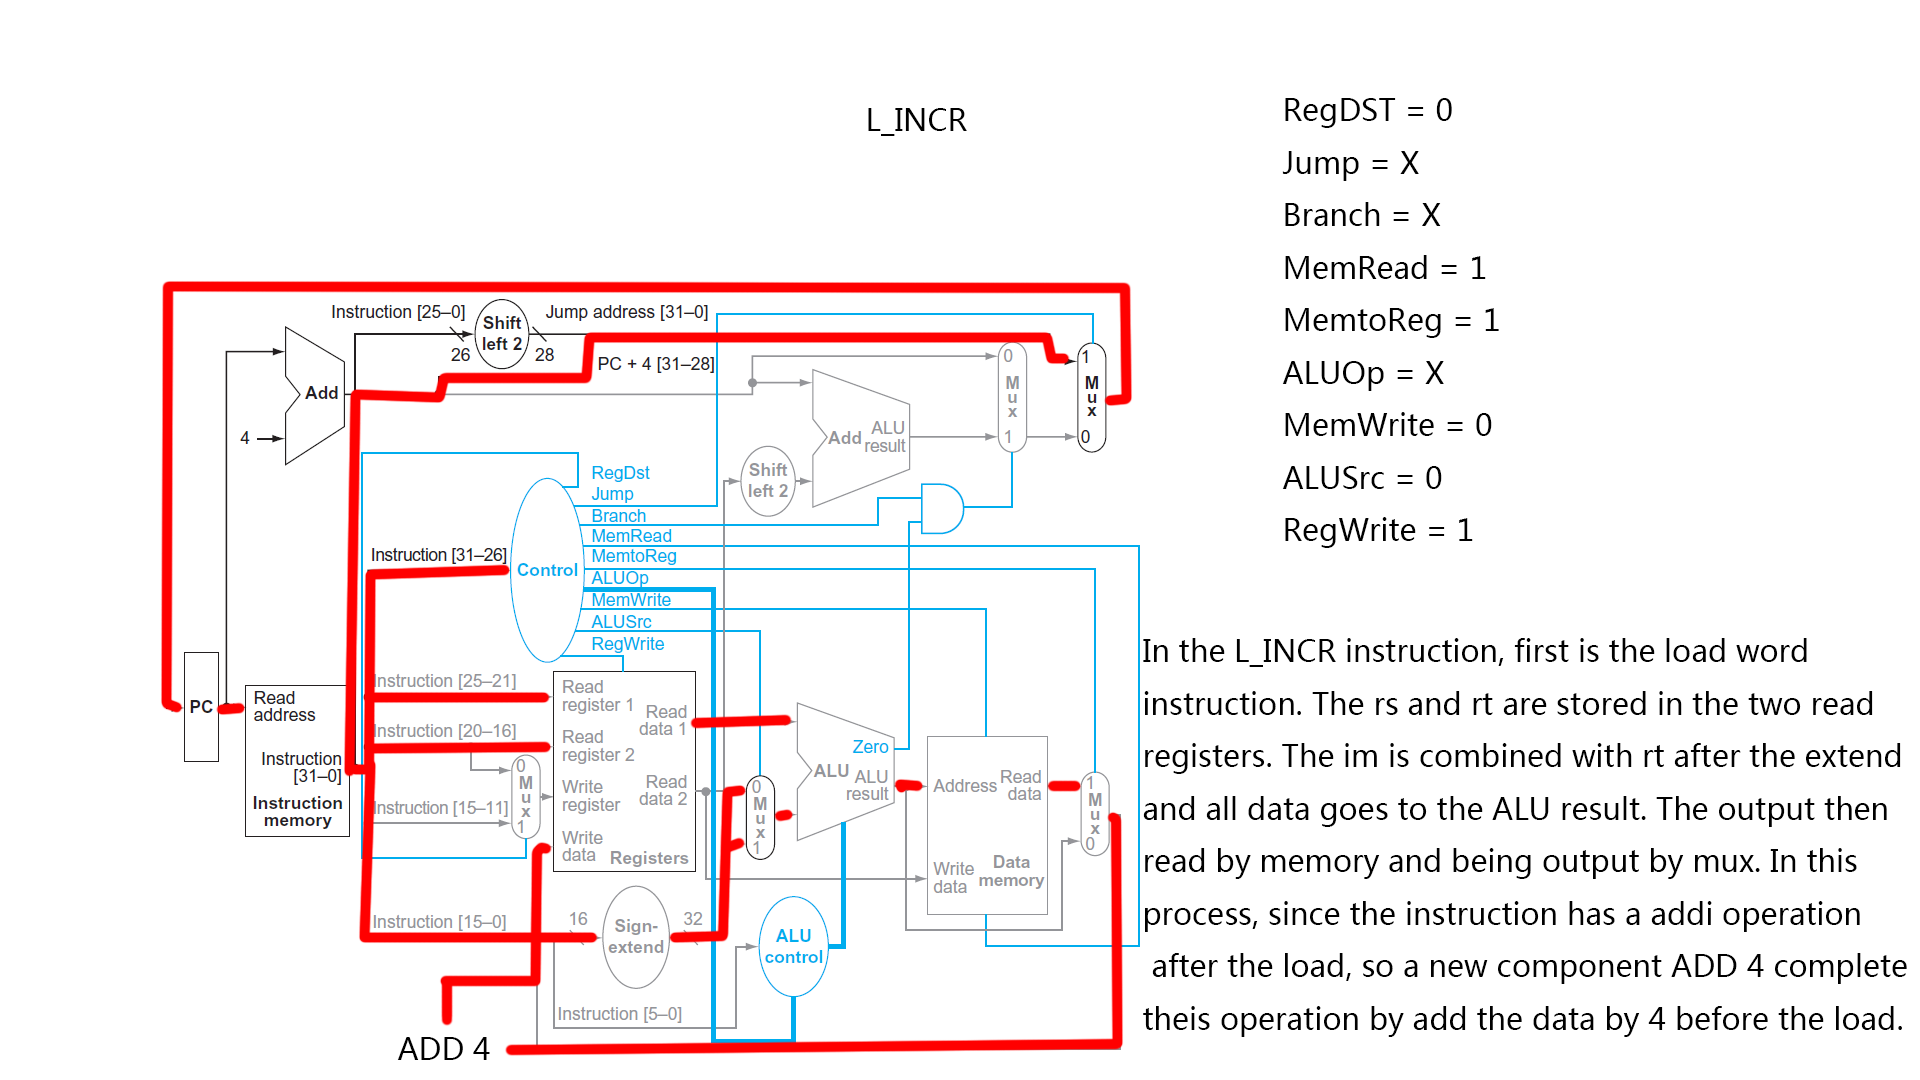 L_INCR
RegDST = 0
Jump = X
Branch = X
MemRead = 1
MemtoReg = 1
ALUOp = X
MemWrite = 0
ALUSrc = 0
RegWrite = 1
Instruction [25–0]
Shift
left 2
Jump address [31–0]
26
28
PC + 4 [31–28]
Add
4
0
M
u
x
1
1
M
u
x
0
Add
ALU
result
Shift
left 2
RegDst
Jump
Branch
MemRead
MemtoReg
ALUOp
MemWrite
ALUSrc
RegWrite
Instruction [31–26]
Control
PC
Read
address
Instruction
[31–0]
Instruction
memory
Instruction [25–21]
Instruction [20–16]
Instruction [15–11]
0
M
u
x
1
Read
register 1
Read
data 1
Read
register 2
Write
register
Read
data 2
Write
data
Registers
0
M
u
x
1
Zero
ALU
ALU
result
Address
Read
data
Write
data
Data
memory
1
M
u
x
0
Instruction [15–0]
16
Sign-
extend
32
ALU
control
Instruction [5–0]
ADD 4
In the L_INCR instruction, first is the load word
instruction. The rs and rt are stored in the two read
registers. The im is combined with rt after the extend
and all data goes to the ALU result. The output then
read by memory and being output by mux. In this
process, since the instruction has a addi operation
after the load, so a new component ADD 4 complete
theis operation by add the data by 4 before the load.